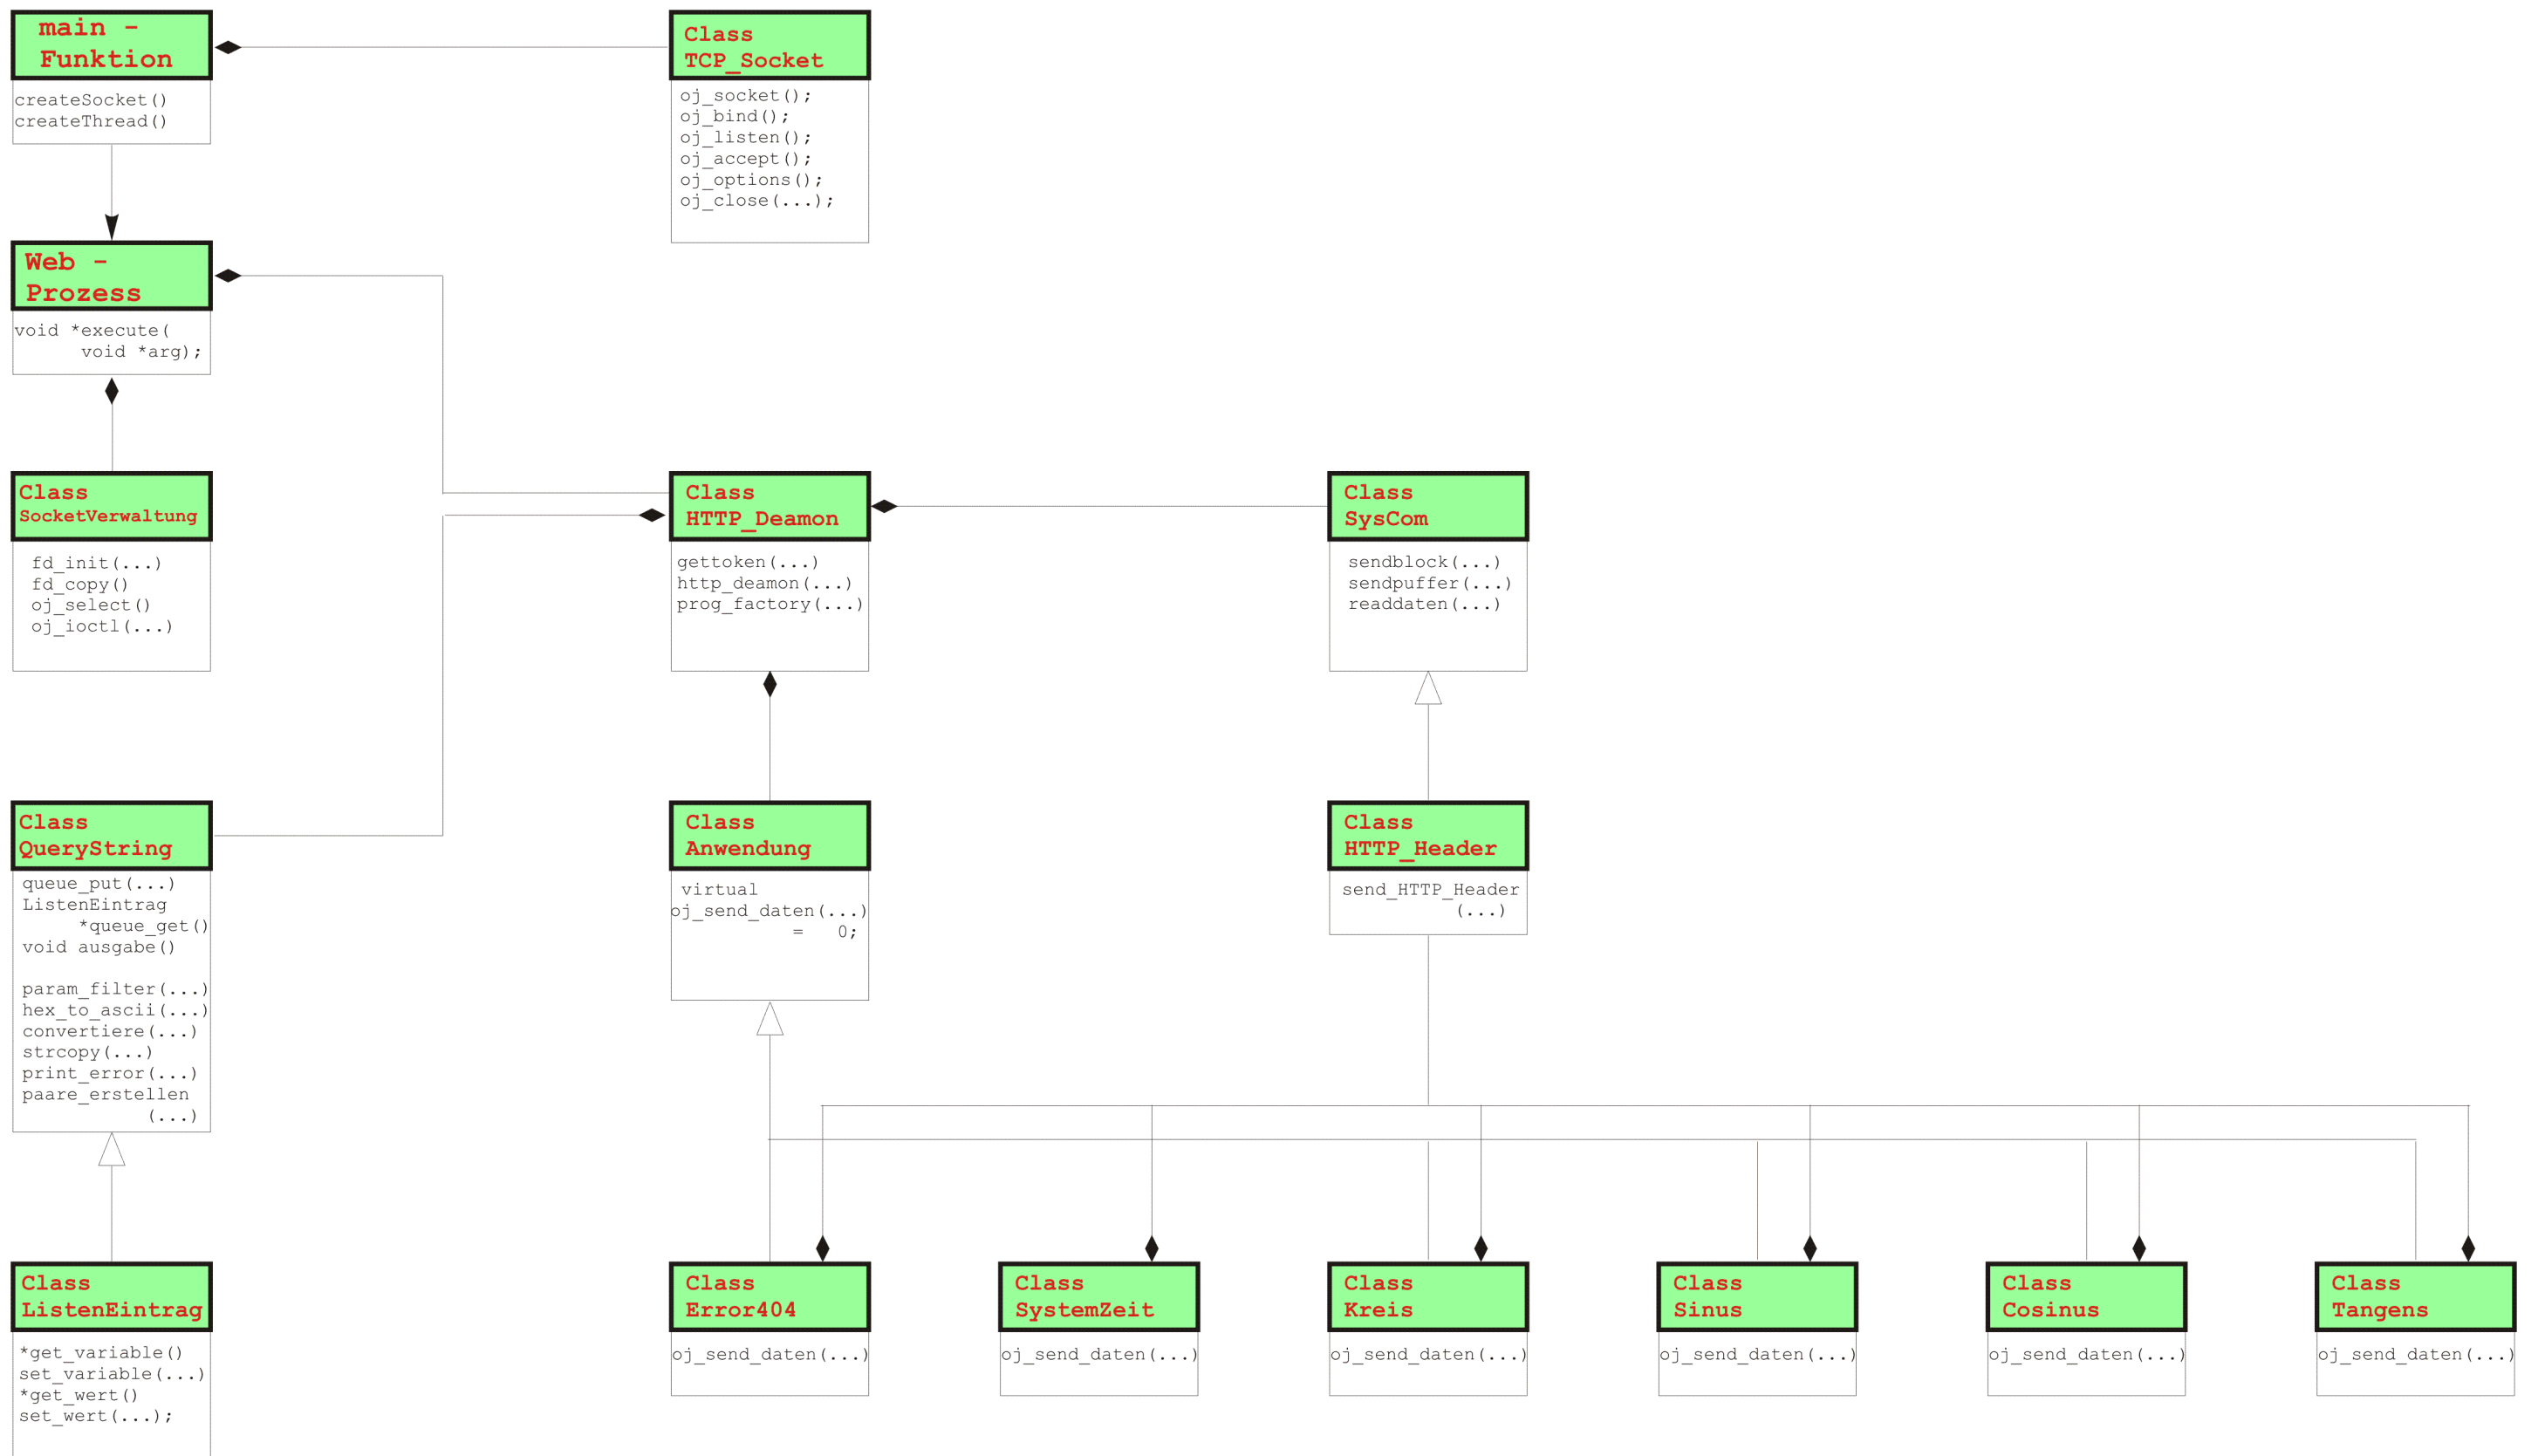 main -
Funktion
createSocket()
createThread()
Class
TCP_Socket
oj_socket();
oj_bind();
oj_listen();
oj_accept();
oj_options();
oj_close(...);
Web -
Prozess
void *execute(
void *arg);
Class
SocketVerwaltung
fd_init(...)
fd_copy()
oj_select()
oj_ioctl(...)
Class
HTTP_Deamon
gettoken(...)
http_deamon(...)
prog_factory(...)
Class
SysCom
sendblock(...)
sendpuffer(...)
readdaten(...)
Class
QueryString
queue_put(...)
ListenEintrag
*queue_get()
void ausgabe()
param_filter(...)
hex_to_ascii(...)
convertiere(...)
strcopy(...)
print_error(...)
paare_erstellen
(...)
Class
Anwendung
virtual
oj_send_daten(...)
= 0;
Class
HTTP_Header
send_HTTP_Header
(...)
Class
ListenEintrag
*get_variable()
set_variable(...)
*get_wert()
set_wert(...);
Class
Error404
oj_send_daten(...)
Class
SystemZeit
oj_send_daten(...)
Class
Kreis
oj_send_daten(...)
Class
Sinus
oj_send_daten(...)
Class
Cosinus
oj_send_daten(...)
Class
Tangens
oj_send_daten(...)